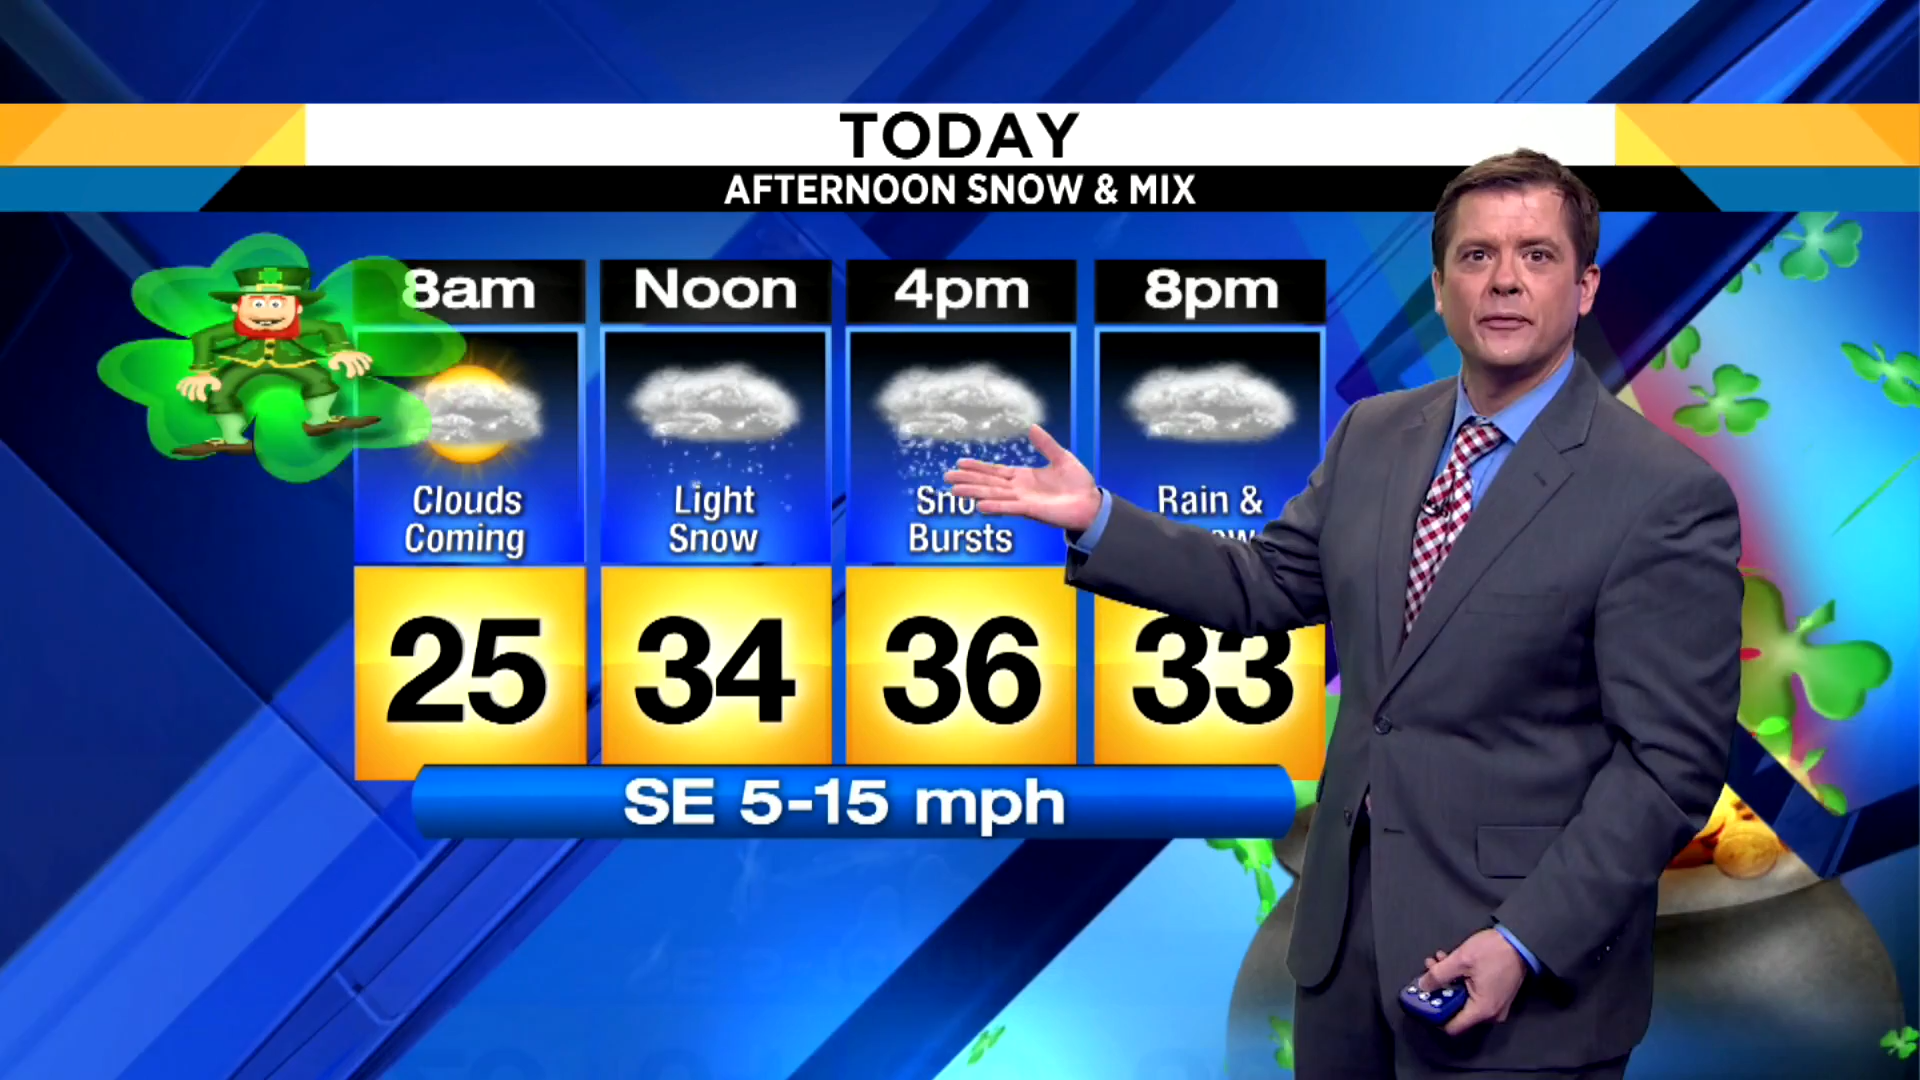 TODAY
AFTERNOON SNOW & MIX
8am
Noon
4pm
8pm
Clouds
Coming
Light
Snow
Bursts
Rain &
25
34
36
33
SE 5-15 mph